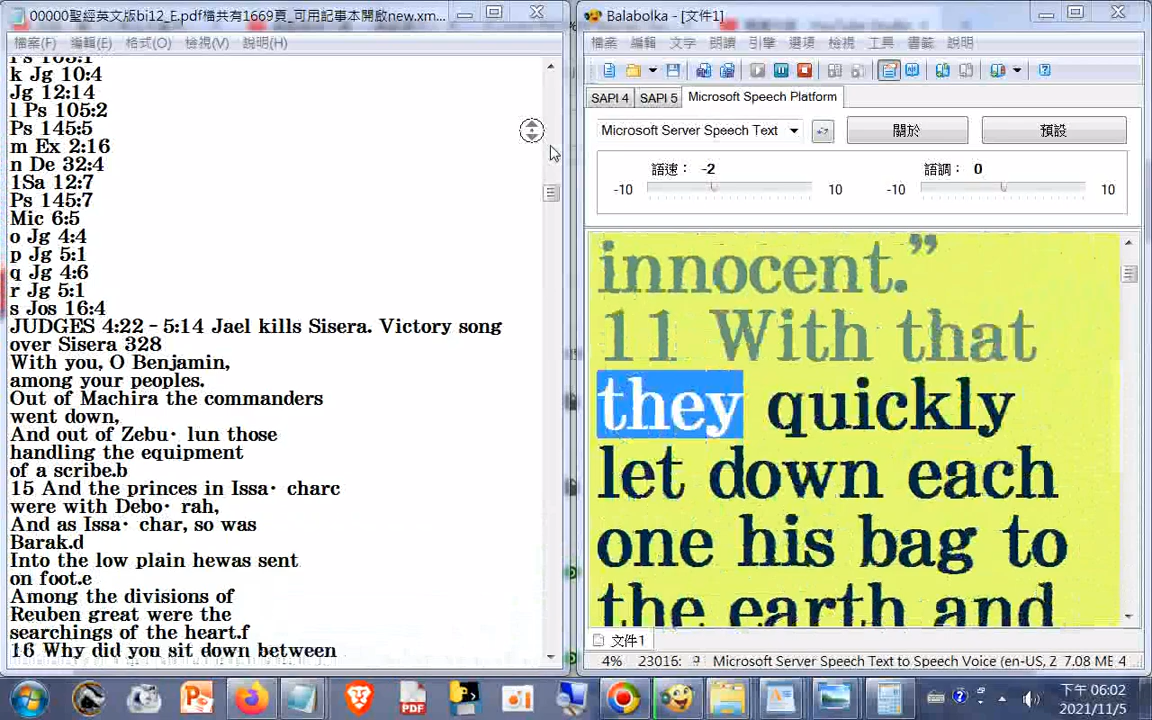 00000聖經英文版bi12_E.pdf檔共有1669頁_可用記事本開啟new.xm...
檔案(F) 編輯(E) 格式(O) 檢視(V) 說明(H)
k Jg 10:4
Jg 12:14
l Ps 105:2
Ps 145:5
m Ex 2:16
n De 32:4
1Sa 12:7
Ps 145:7
Mic 6:5
o Jg 4:4
p Jg 5:1
q Jg 4:6
r Jg 5:1
s Jos 16:4
JUDGES 4:22 - 5:14 Jael kills Sisera. Victory song
over Sisera 328
With you, O Benjamin,
among your peoples.
Out of Machira the commanders
went down,
And out of Zebu· lun those
handling the equipment
of a scribe.b
15 And the princes in Issa· charc
were with Debo· rah,
And as Issa· char, so was
Barak.d
Into the low plain hewas sent
on foot.e
Among the divisions of
Reuben great were the
searchings of the heart.f
16 Why did you sit down between
Balabolka - [文件1]
檔案 編輯 文字 朗讀 引擎 選項 檢視 工具 書籤 說明
SAPI 4 SAPI 5 Microsoft Speech Platform
Microsoft Server Speech Text 關於 預設
語速： -2 語調： 0
-10 10 -10 10
innocent.”
11 With that
they quickly
let down each
one his bag to
the earth and
文件1
4% 23016: Microsoft Server Speech Text to Speech Voice (en-US, Z 7.08 MB 4
PDF
下午 06:02
2021/11/5